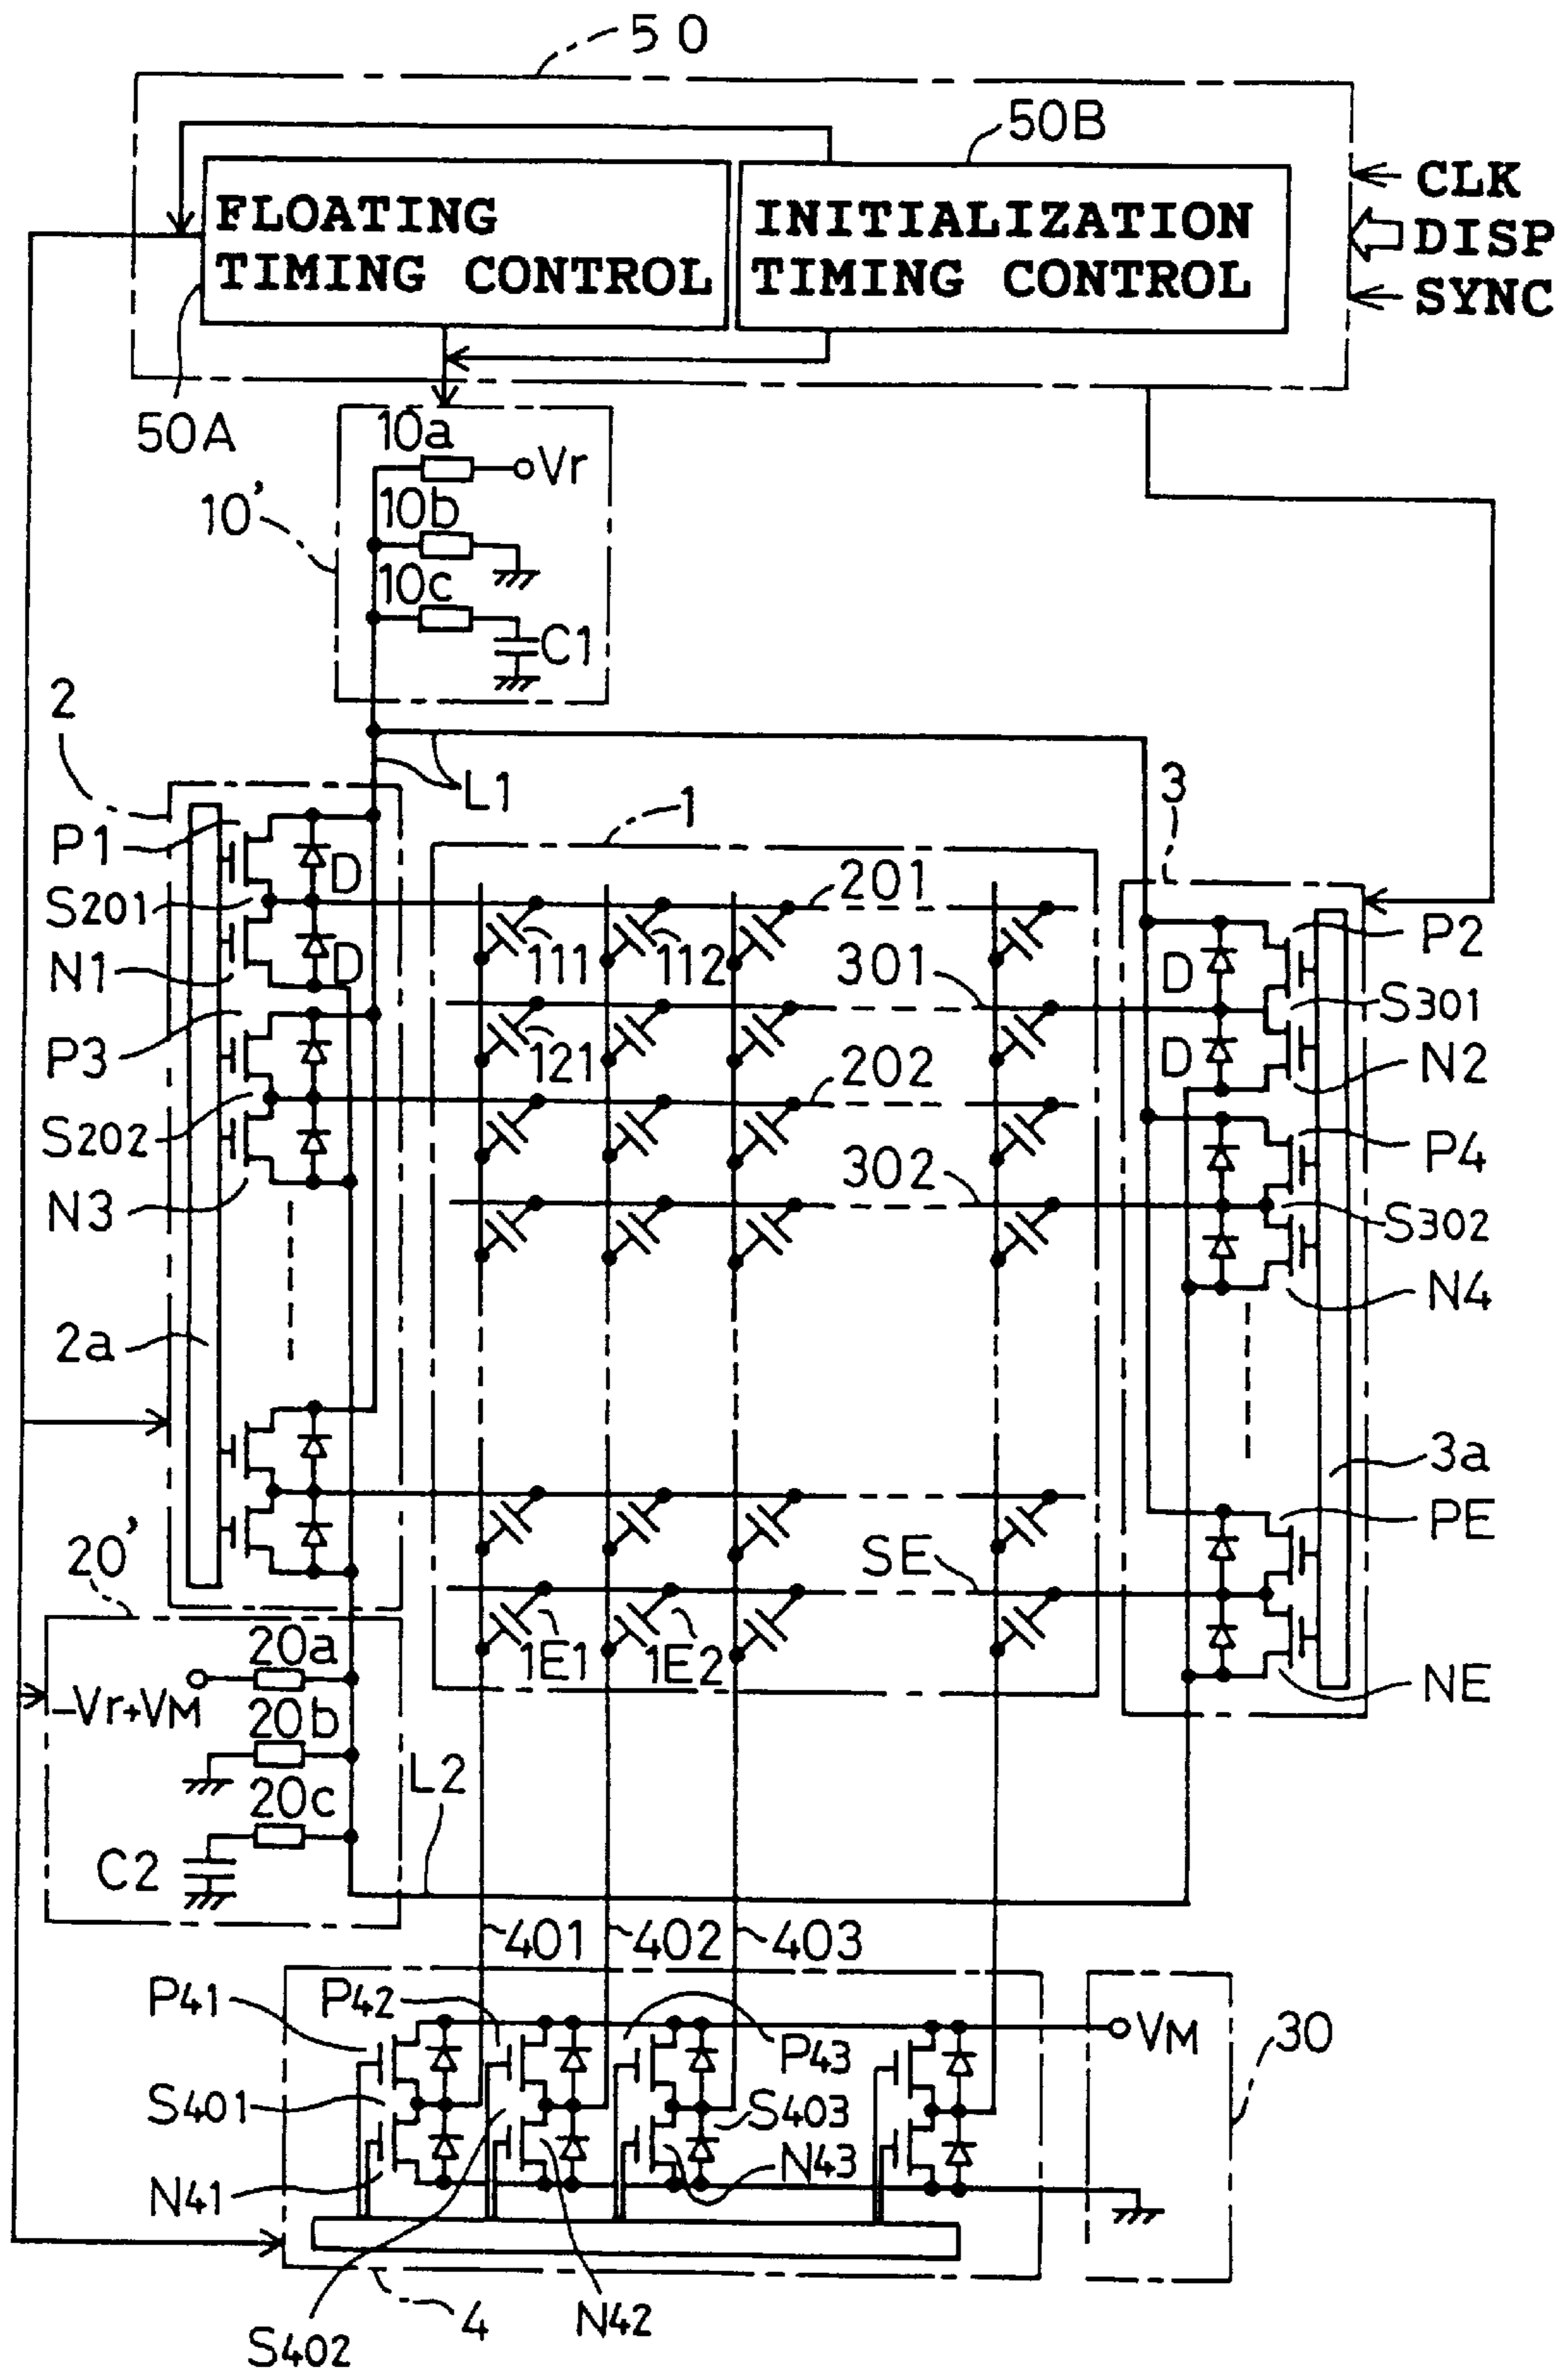 50
50B
CLK
FLOATING
TIMING CONTROL
INITIALIZATION
TIMING CONTROL
DISP
SYNC
50A
10a
Vr
10'
10b
10c
C1
2
L1
1
3
P1
D
201
P2
S201
111
112
D
N1
D
301
S301
P3
121
D
N2
202
S202
P4
302
S302
N3
N4
2a
3a
PE
20'
SE
20a
1E1
1E2
NE
-Vr+VM
20b
L2
20c
C2
401
402
403
P41
P42
VM
30
P43
S401
S403
N43
N41
4
N42
S402